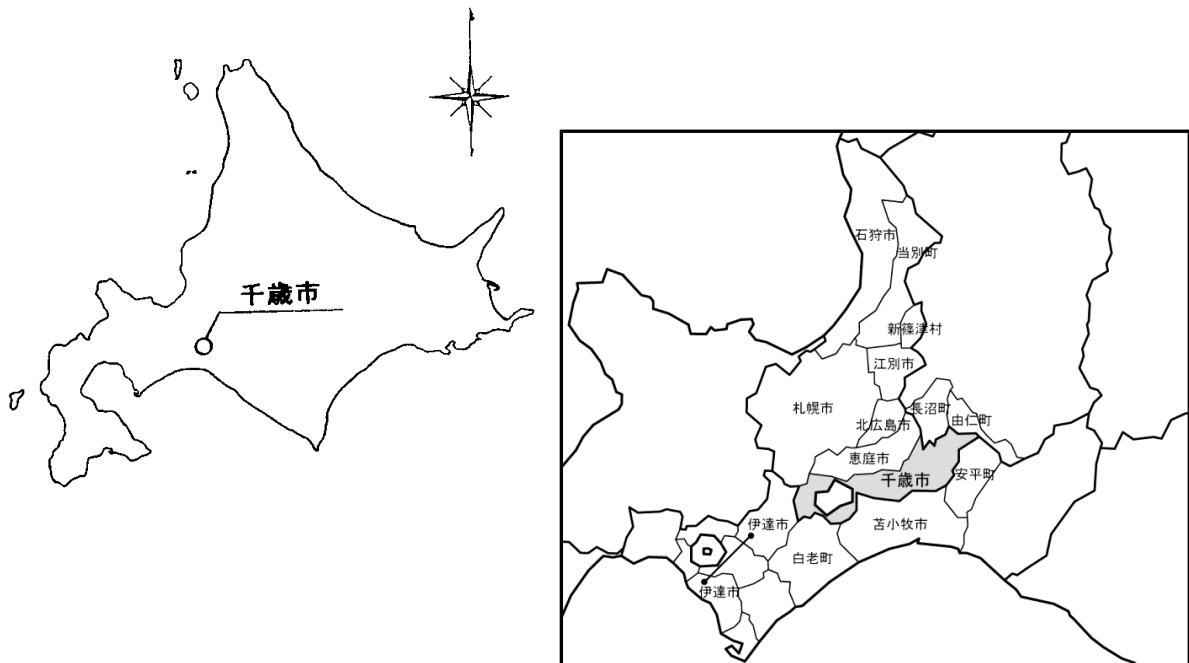 千歳市
石狩市
当別町
新篠津村
江別市
札幌市
長沼町
北広島市
由仁町
恵庭市
千歳市
安平町
伊達市
苫小牧市
白老町
伊達市